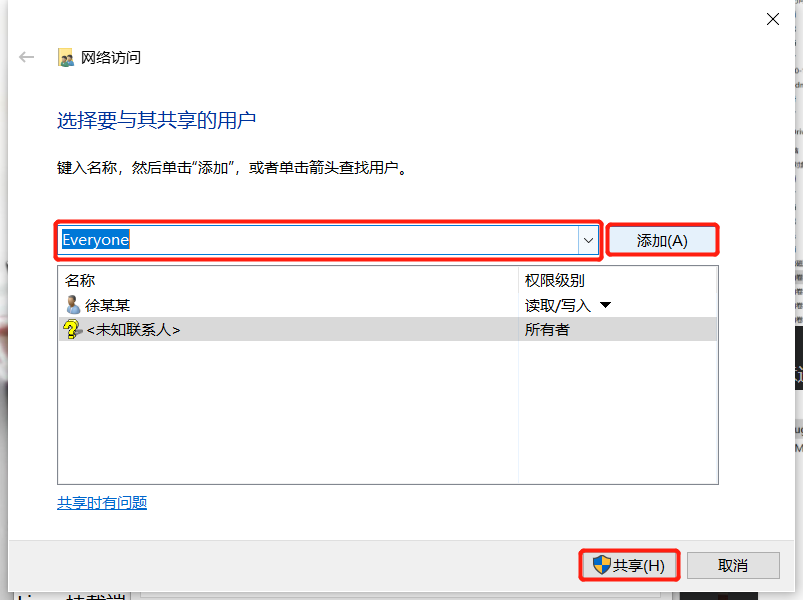 网络访问
选择要与其共享的用户
键入名称，然后单击"添加"，或者单击箭头查找用户。
Everyone 添加(A)
名称 权限级别
徐某某 读取/写入
<未知联系人> 所有者
共享时有问题
共享(H) 取消